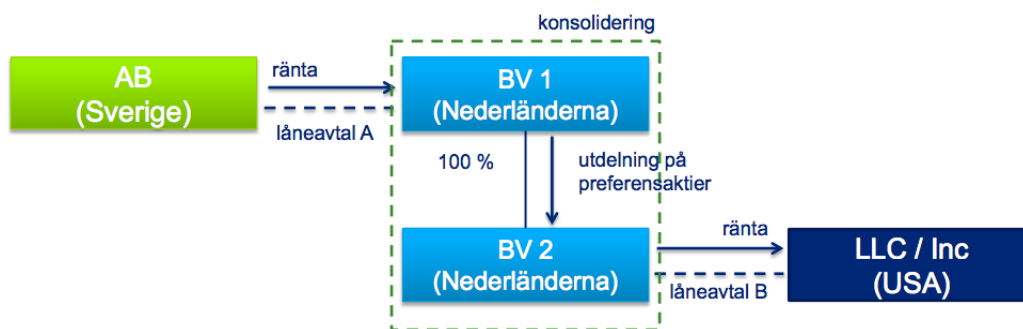 konsolidering
AB
(Sverige)
ränta
låneavtal A
BV 1
(Nederländerna)
100 %
utdelning på
preferensaktier
BV 2
(Nederländerna)
ränta
låneavtal B
LLC / Inc
(USA)